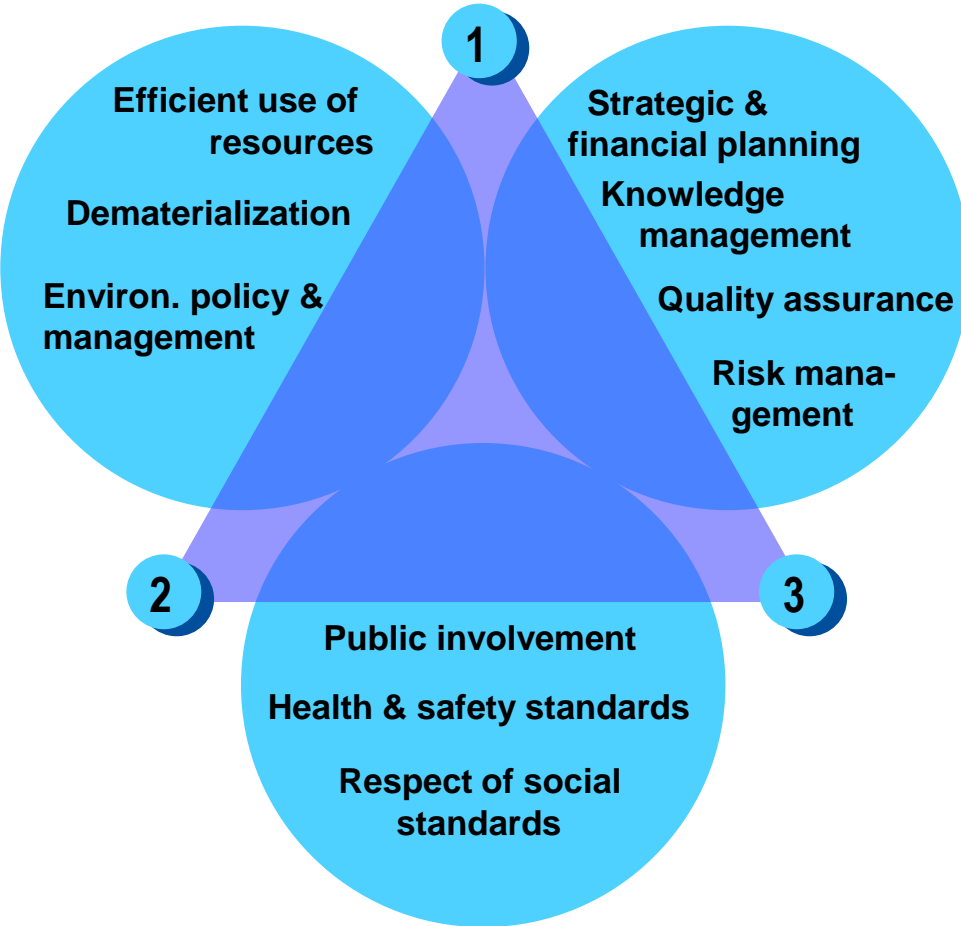 1
Efficient use of
resources
Dematerialization
Environ. policy &
management
Strategic &
financial planning
Knowledge
management
Quality assurance
Risk mana-
gement
2
3
Public involvement
Health & safety standards
Respect of social
standards